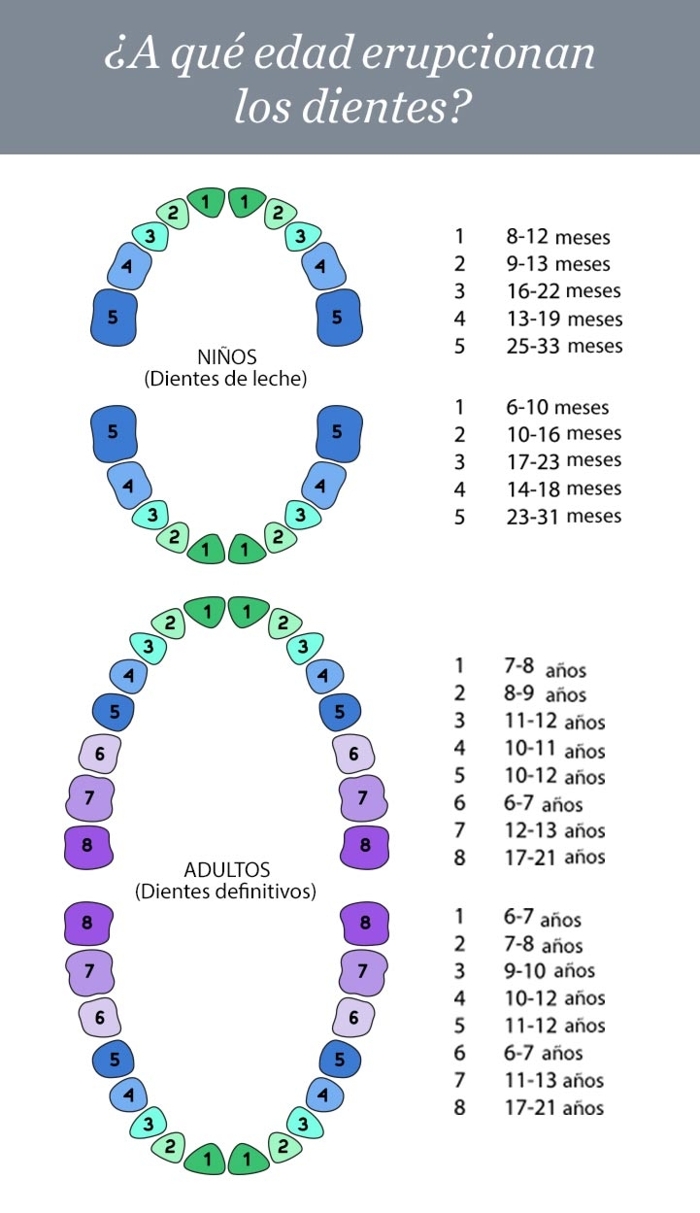 ¿A qué edad erupcionan
los dientes?
2 1 1 2
3 3
4 4
5 5
1 8-12 meses
2 9-13 meses
3 16-22 meses
4 13-19 meses
5 25-33 meses
NIÑOS
(Dientes de leche)
5 5
4 4
3 3
2 1 1 2
1 6-10 meses
2 10-16 meses
3 17-23 meses
4 14-18 meses
5 23-31 meses
2 1 1 2
3 3
4 4
5 5
6 6
7 7
8 8
1 7-8 años
2 8-9 años
3 11-12 años
4 10-11 años
5 10-12 años
6 6-7 años
7 12-13 años
8 17-21 años
ADULTOS
(Dientes definitivos)
8 8
7 7
6 6
5 5
4 4
3 3
2 1 1 2
1 6-7 años
2 7-8 años
3 9-10 años
4 10-12 años
5 11-12 años
6 6-7 años
7 11-13 años
8 17-21 años